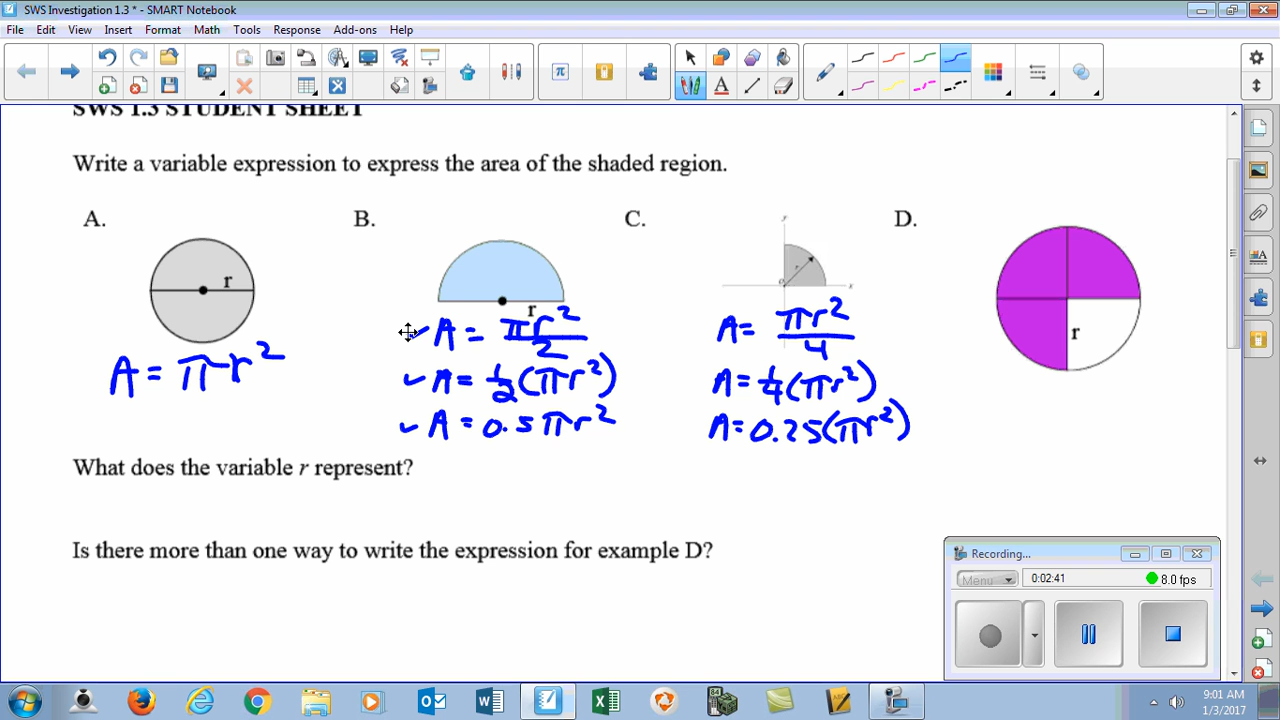 SWS Investigation 1.3 * - SMART Notebook
File Edit View Insert Format Math Tools Response Add-ons Help
SWS 1.3 STUDENT SHEET
Write a variable expression to express the area of the shaded region.
A. B. C. D.
r
r
y
r
O
x
r
A = πr²
A = πr²/2
A = 1/2(πr²)
A = 0.5πr²
A = πr²/4
A = 1/4(πr²)
A = 0.25(πr²)
What does the variable r represent?
Is there more than one way to write the expression for example D?
Recording...
Menu 0:02:41 8.0 fps
9:01 AM
1/3/2017